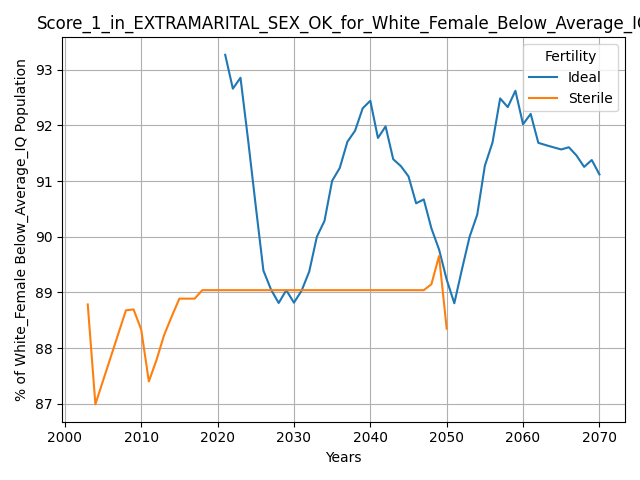 Score_1_in_EXTRAMARITAL_SEX_OK_for_White_Female_Below_Average_IQ
Fertility
Ideal
Sterile
% of White_Female Below_Average_IQ Population
93
92
91
90
89
88
87
2000 2010 2020 2030 2040 2050 2060 2070
Years